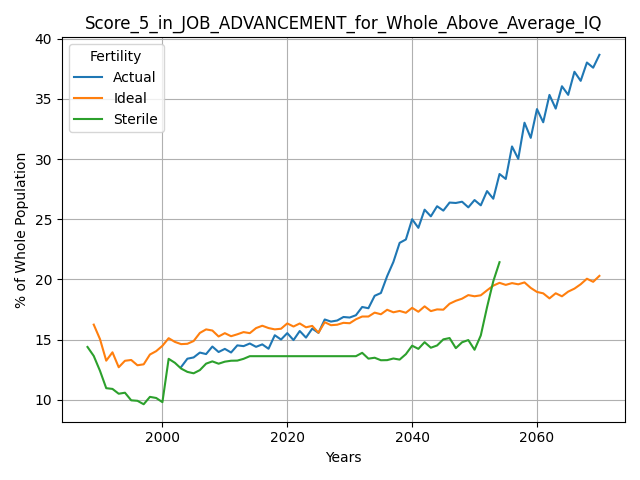 Score_5_in_JOB_ADVANCEMENT_for_Whole_Above_Average_IQ
Fertility
Actual
Ideal
Sterile
% of Whole Population
40
35
30
25
20
15
10
2000 2020 2040 2060
Years